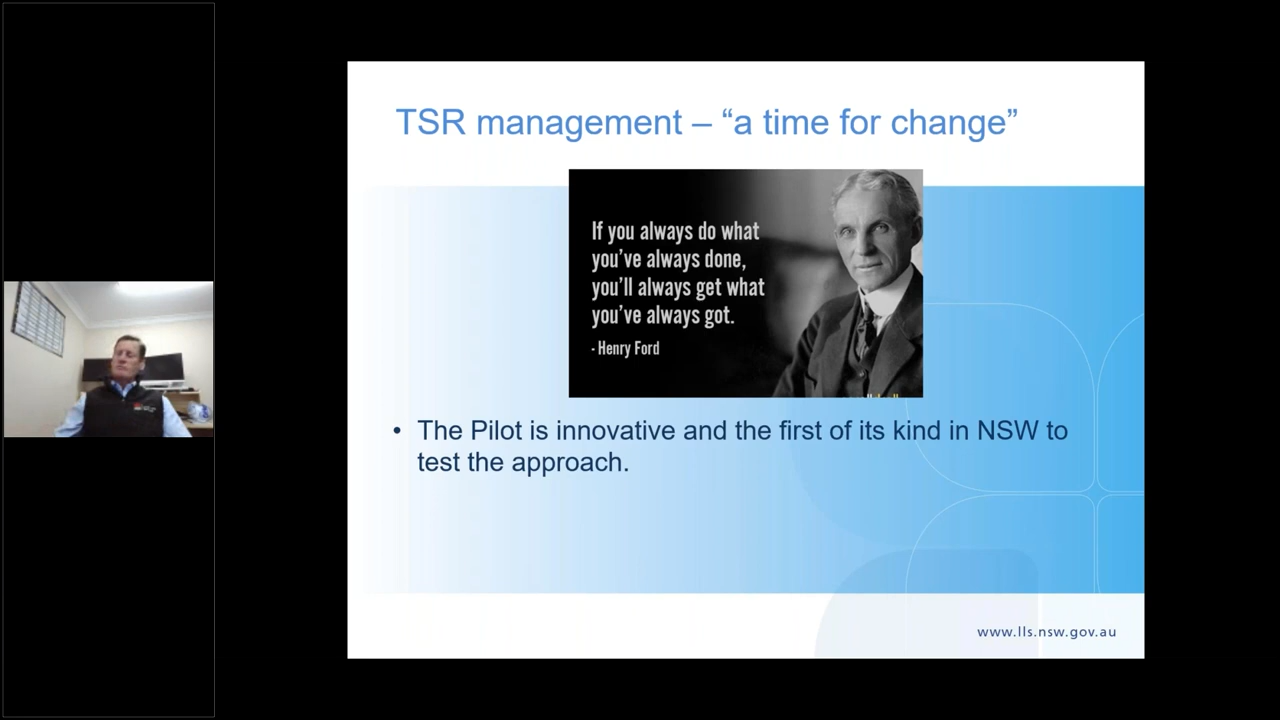 TSR management – “a time for change”
If you always do what
you’ve always done,
you’ll always get what
you’ve always got.
- Henry Ford
• The Pilot is innovative and the first of its kind in NSW to
test the approach.
www.lls.nsw.gov.au